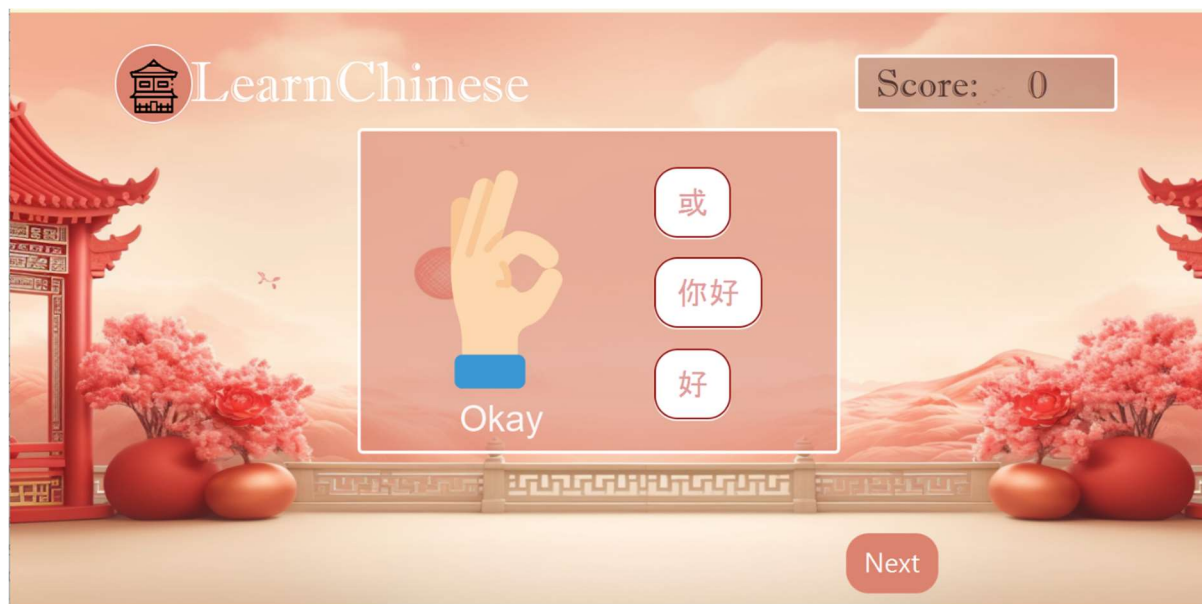 LearnChinese
Score: 0
或
你好
好
Okay
Next